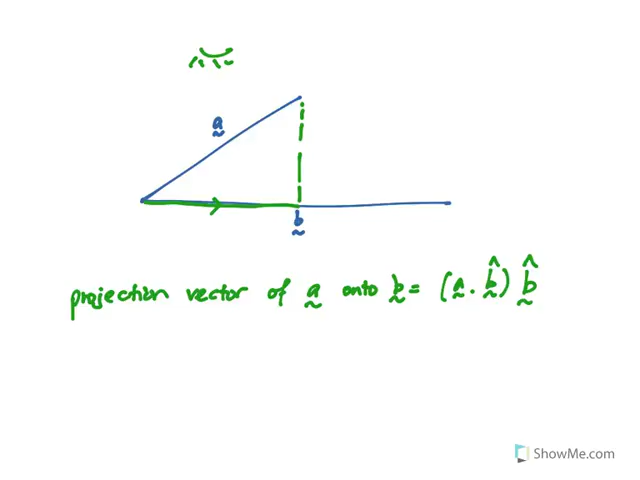 a
b
projection vector of a onto b = (a · b̂) b̂
ShowMe.com